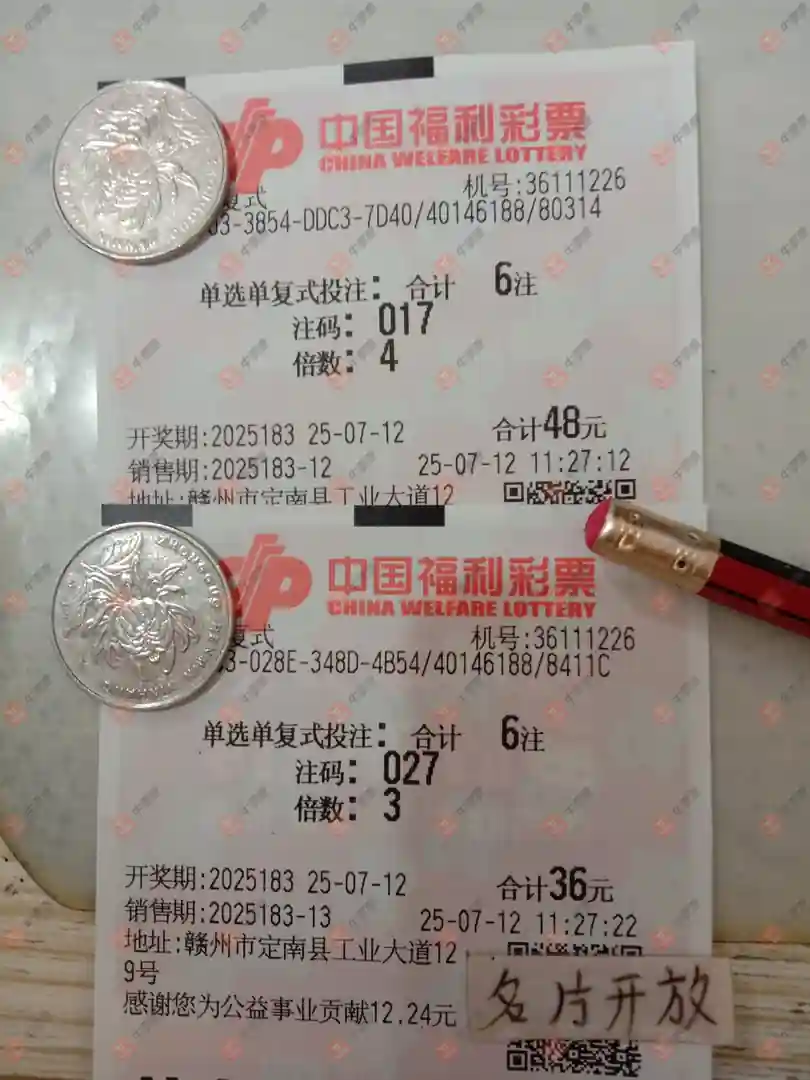 中国福利彩票
CHINA WELFARE LOTTERY
复式 机号:36111226
03-3854-DDC3-7D40/40146188/80314
单选单复式投注: 合计 6注
注码: 017
倍数: 4
开奖期:2025183 25-07-12 合计48元
销售期:2025183-12 25-07-12 11:27:12
地址:赣州市定南县工业大道12
中国福利彩票
CHINA WELFARE LOTTERY
复式 机号:36111226
3-028E-348D-4B54/40146188/8411C
单选单复式投注: 合计 6注
注码: 027
倍数: 3
开奖期:2025183 25-07-12 合计36元
销售期:2025183-13 25-07-12 11:27:22
地址:赣州市定南县工业大道12
9号
感谢您为公益事业贡献12.24元
名片开放